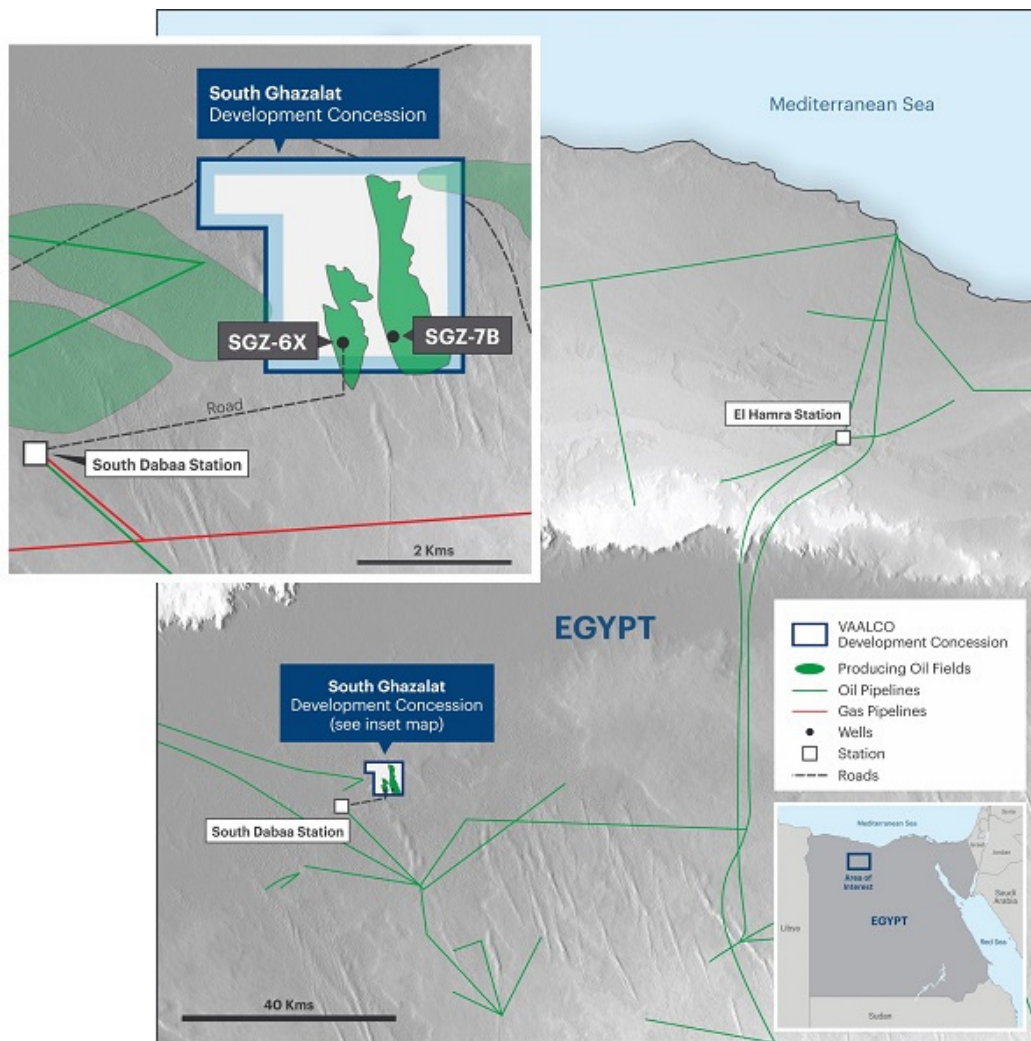 Mediterranean Sea
South Ghazalat
Development Concession
SGZ-6X
SGZ-7B
Road
South Dabaa Station
2 Kms
El Hamra Station
EGYPT
South Ghazalat
Development Concession
(see inset map)
South Dabaa Station
40 Kms
VAALCO
Development Concession
Producing Oil Fields
Oil Pipelines
Gas Pipelines
Wells
Station
Roads
Mediterranean Sea
Jordan
Area of
Interest
Saudi
Arabia
EGYPT
Libya
Red Sea
Sudan